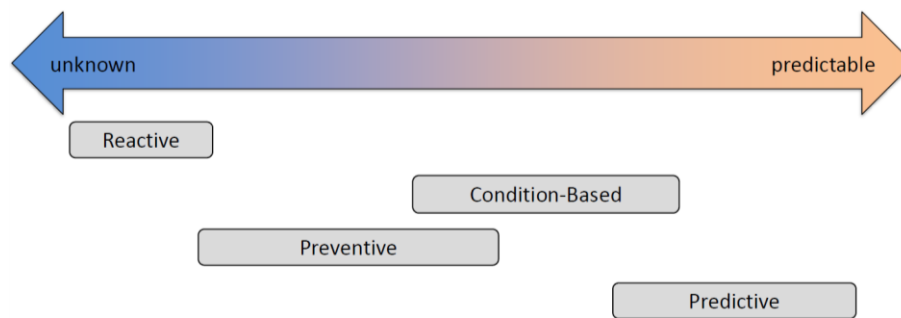 unknown
predictable
Reactive
Condition-Based
Preventive
Predictive